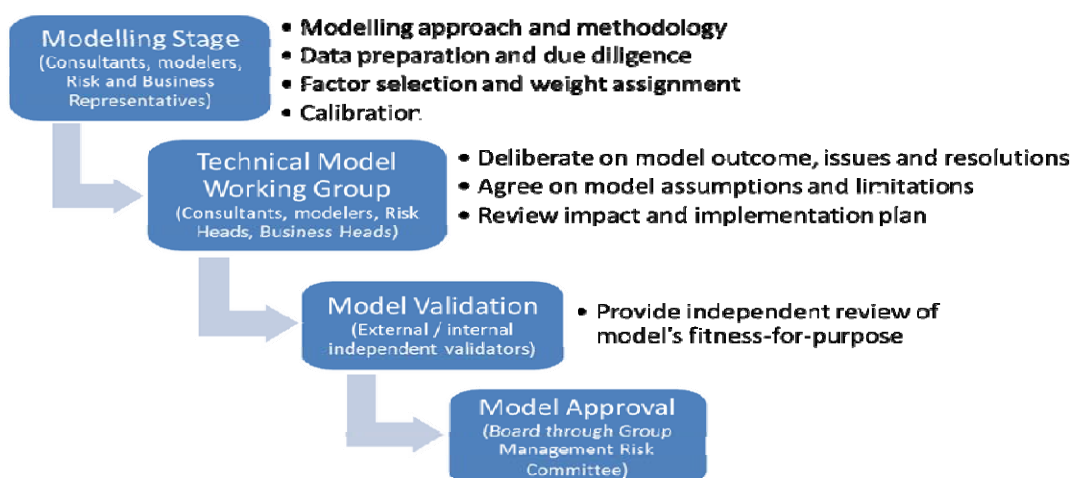 Modelling Stage
(Consultants, modelers,
Risk and Business
Representatives)
• Modelling approach and methodology
• Data preparation and due diligence
• Factor selection and weight assignment
• Calibration
Technical Model
Working Group
(Consultants, modelers, Risk
Heads, Business Heads)
• Deliberate on model outcome, issues and resolutions
• Agree on model assumptions and limitations
• Review impact and implementation plan
Model Validation
(External / internal
independent validators)
• Provide independent review of
model's fitness-for-purpose
Model Approval
(Board through Group
Management Risk
Committee)